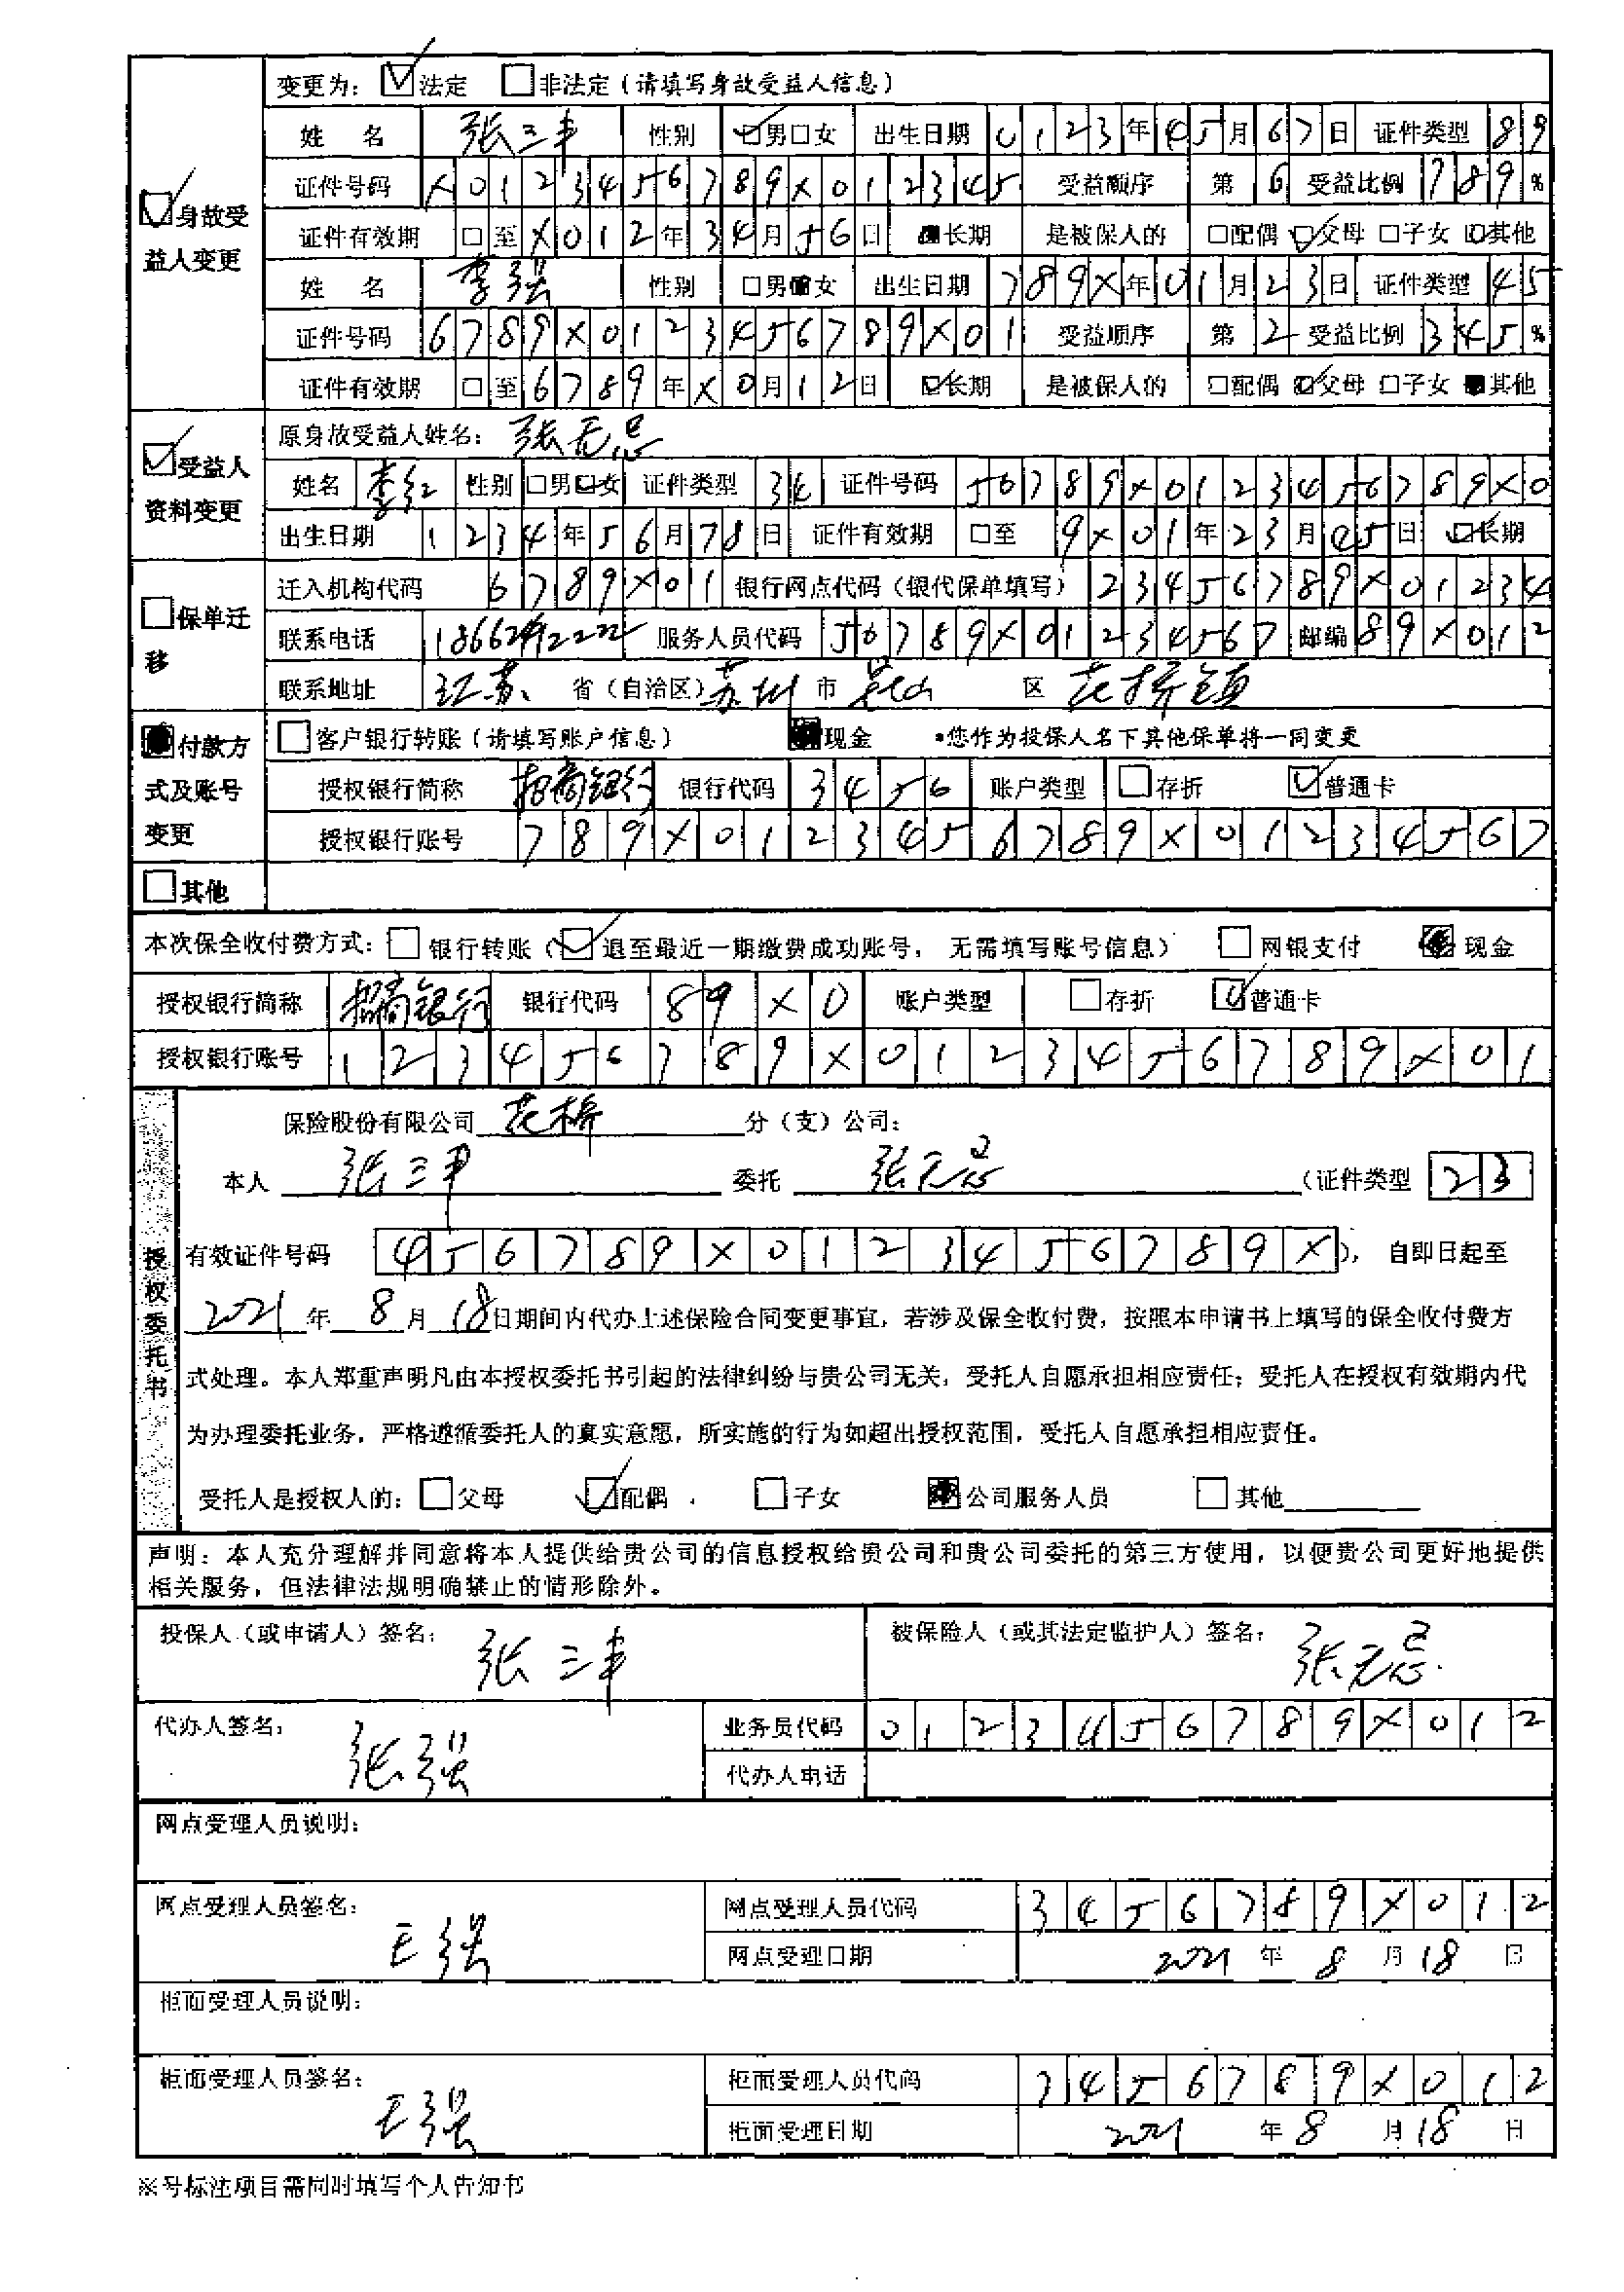 变更为：☑法定 □非法定（请填写身故受益人信息）
姓 名 张三丰 性别 ☑男□女 出生日期 0123年45月67日 证件类型 89
☑身故受益人变更
证件号码 X0123456789X012345 受益顺序 第6 受益比例 789%
证件有效期 □至X012年34月56日 ■长期 是被保人的 □配偶☑父母□子女☑其他
姓 名 李强 性别 □男■女 出生日期 789X年01月23日 证件类型 45
证件号码 6789X0123456789X01 受益顺序 第2 受益比例 345%
证件有效期 □至6789年X0月12日 ☑长期 是被保人的 □配偶☑父母□子女■其他
☑受益人资料变更
原身故受益人姓名：张无忌
姓名 李红 性别 □男☑女 证件类型 34 证件号码 56789X0123456789X0
出生日期 1234年56月78日 证件有效期 □至 9X01年23月45日 ☑长期
□保单迁移
迁入机构代码 6789X01 银行网点代码（银代保单填写）23456789X01234
联系电话 服务人员代码 56789X01234567 邮编 89X012
联系地址 江苏 省（自治区）苏州 市 昆山 区 花桥镇
■付款方式及账号变更
□客户银行转账（请填写账户信息） ■现金 *您作为投保人名下其他保单将一同变更
授权银行简称 招商银行 银行代码 3456 账户类型 □存折 ☑普通卡
授权银行账号 789X0123456789X01234567
□其他
本次保全收付费方式：□银行转账（☑退至最近一期缴费成功账号，无需填写账号信息） □网银支付 ■现金
授权银行简称 招商银行 银行代码 89X0 账户类型 □存折 ☑普通卡
授权银行账号 123456789X0123456789X01
授权委托书
保险股份有限公司 花桥 分（支）公司：
本人 张三丰 委托 张无忌 （证件类型 23
有效证件号码 456789X0123456789X），自即日起至
2021 年 8 月 18日期间内代办上述保险合同变更事宜，若涉及保全收付费，按照本申请书上填写的保全收付费方
式处理。本人郑重声明凡由本授权委托书引起的法律纠纷与贵公司无关，受托人自愿承担相应责任；受托人在授权有效期内代
为办理委托业务，严格遵循委托人的真实意愿，所实施的行为如超出授权范围，受托人自愿承担相应责任。
受托人是授权人的：□父母 ☑配偶 □子女 ■公司服务人员 □其他
声明：本人充分理解并同意将本人提供给贵公司的信息授权给贵公司和贵公司委托的第三方使用，以便贵公司更好地提供
相关服务，但法律法规明确禁止的情形除外。
投保人（或申请人）签名：张三丰 被保险人（或其法定监护人）签名：张无忌
代办人签名：张强 业务员代码 0123456789X012
代办人电话
网点受理人员说明：
网点受理人员签名：王强 网点受理人员代码 3456789X012
网点受理日期 2021 年 8 月 18 日
柜面受理人员说明：
柜面受理人员签名：王强 柜面受理人员代码 3456789X012
柜面受理日期 2021 年 8 月 18 日
※号标注项目需同时填写个人告知书